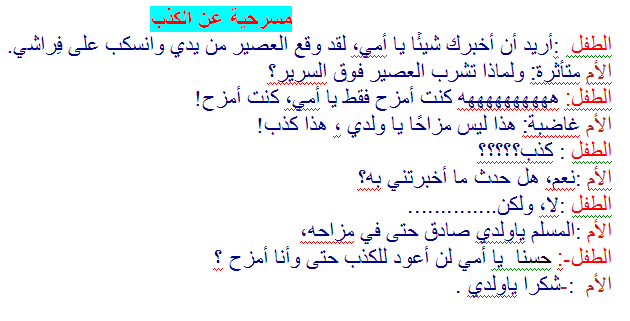 مسرحية عن الكذب
الطفل :أريد أن أخبرك شيئًا يا أمي، لقد وقع العصير من يدي وانسكب على فِراشي.
الأم متأثرة: ولماذا تشرب العصير فوق السرير؟
الطفل: هههههههههه كنت أمزح فقط يا أمي، كنت أمزح!
الأم غاضبة: هذا ليس مزاحًا يا ولدي ، هذا كذب!
الطفل : كذب؟؟؟؟؟
الأم :نعم، هل حدث ما أخبرتني به؟
الطفل :لا، ولكن..............
الأم :المسلم ياولدي صادق حتى في مزاحه،
الطفل-: حسنا يا أمي لن أعود للكذب حتى وأنا أمزح ؟
الأم :-شكرا ياولدي .